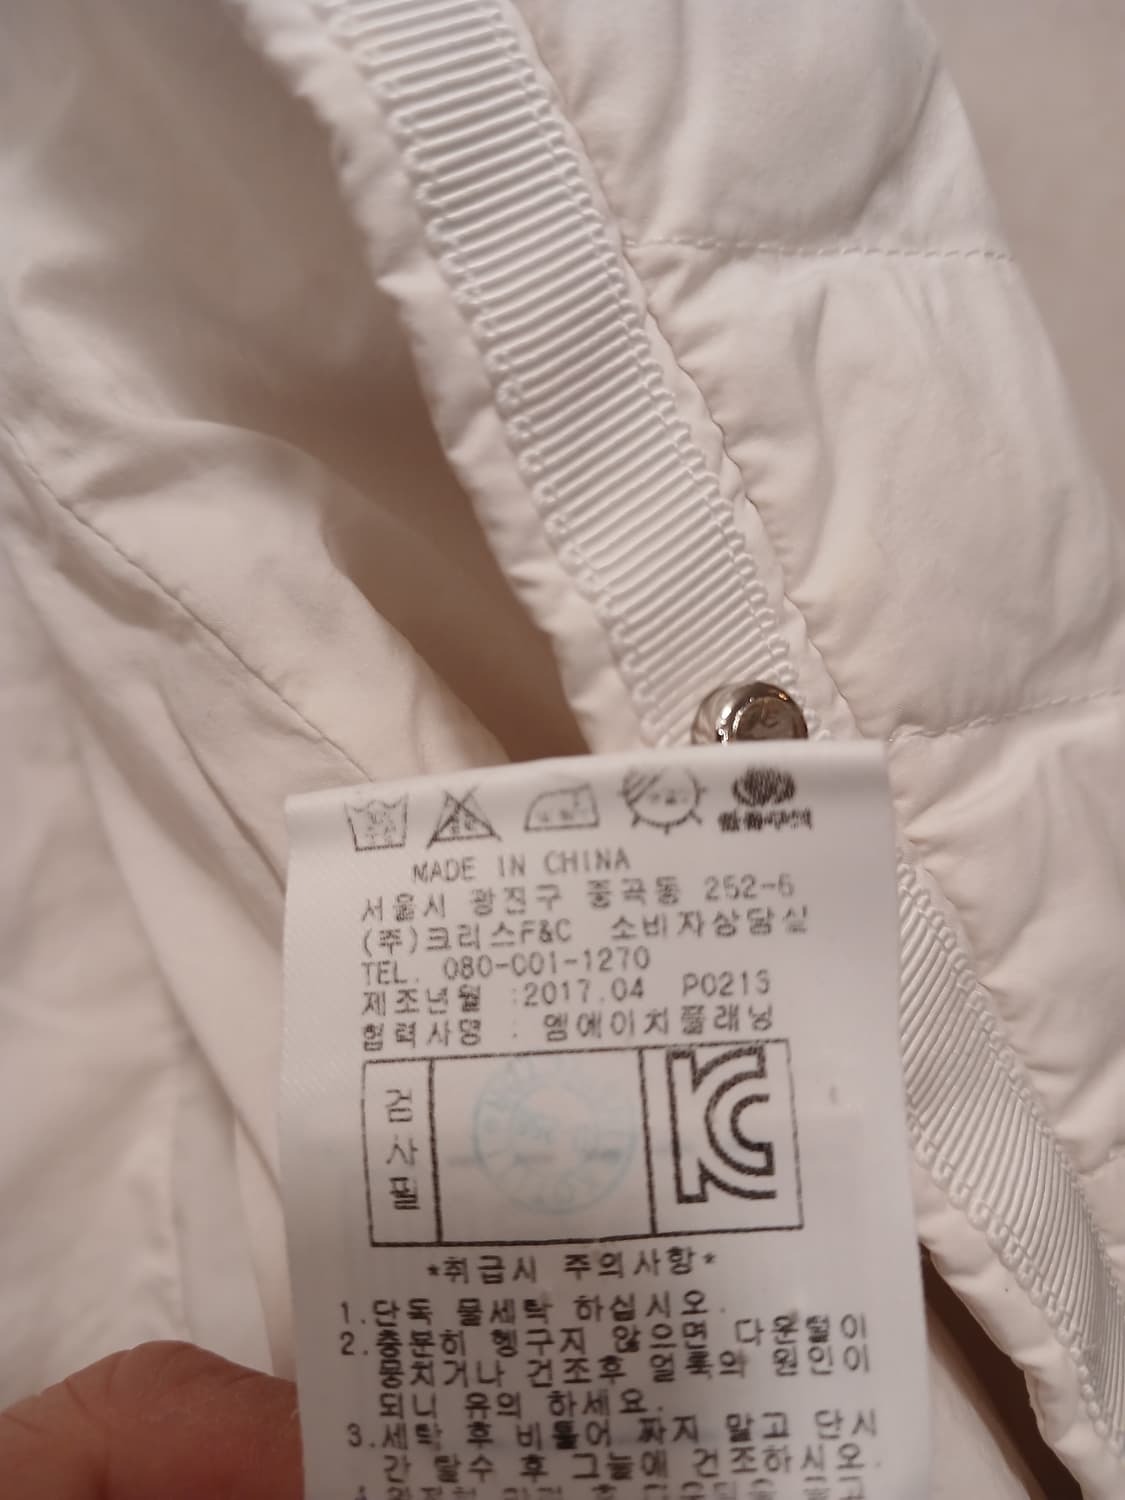 MADE IN CHINA
서울시 광진구 중곡동 252-6
(주)크리스F&C 소비자상담실
TEL. 080-001-1270
제조년월 :2017.04 P0213
협력사명 : 엠에이치플래닝
검
사
필
*취급시 주의사항*
1.단독 물세탁 하십시오.
2.충분히 헹구지 않으면 다운털이
뭉치거나 건조후 얼룩의 원인이
되니 유의 하세요.
3.세탁 후 비틀어 짜지 말고 단시
간 탈수 후 그늘에 건조하시오.